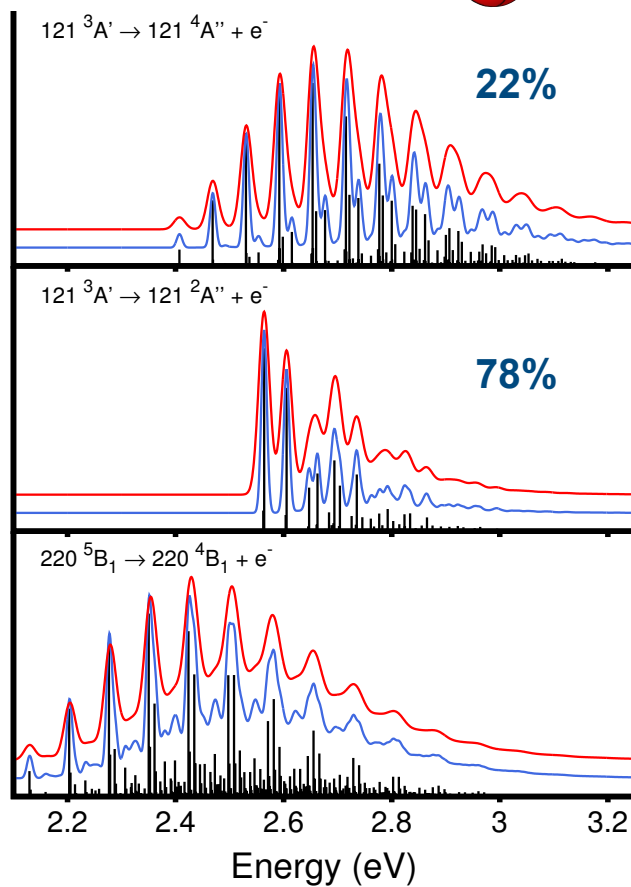 121 ³A' → 121 ⁴A'' + e⁻
22%
121 ³A' → 121 ²A'' + e⁻
78%
220 ⁵B₁ → 220 ⁴B₁ + e⁻
2.2 2.4 2.6 2.8 3 3.2
Energy (eV)